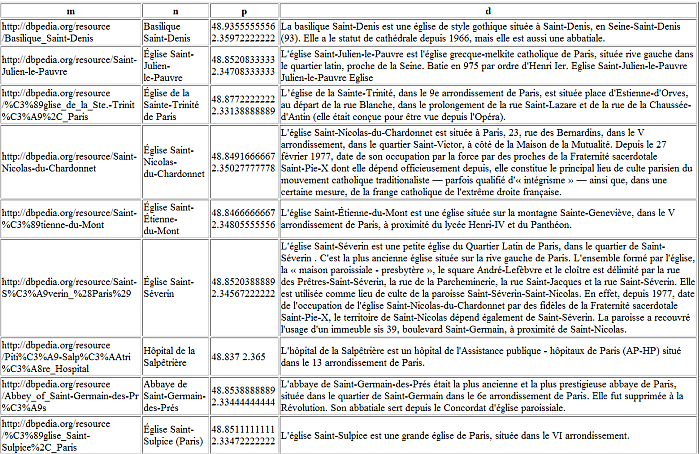 m n p d
http://dbpedia.org/resource
/Basilique_Saint-Denis
Basilique
Saint-Denis
48.9355555556
2.35972222222
La basilique Saint-Denis est une église de style gothique située à Saint-Denis, en Seine-Saint-Denis
(93). Elle a le statut de cathédrale depuis 1966, mais elle est aussi une abbatiale.
http://dbpedia.org/resource/Saint-
Julien-le-Pauvre
Église Saint-
Julien-
le-Pauvre
48.8520833333
2.34708333333
L'église Saint-Julien-le-Pauvre est l'église grecque-melkite catholique de Paris, située rive gauche dans
le quartier latin, proche de la Seine. Batie en 975 par ordre d'Henri Ier. Eglise Saint-Julien-le-Pauvre
Julien-le-Pauvre Eglise
http://dbpedia.org/resource
/%C3%89glise_de_la_Ste.-Trinit
%C3%A9%2C_Paris
Église de la
Sainte-Trinité
de Paris
48.8772222222
2.33138888889
L'église de la Sainte-Trinité, dans le 9e arrondissement de Paris, est située place d'Estienne-d'Orves,
au départ de la rue Blanche, dans le prolongement de la rue Saint-Lazare et de la rue de la Chaussée-
d'Antin (elle était conçue pour être vue depuis l'Opéra).
http://dbpedia.org/resource/Saint-
Nicolas-du-Chardonnet
Église Saint-
Nicolas-
du-Chardonnet
48.8491666667
2.35027777778
L'église Saint-Nicolas-du-Chardonnet est située à Paris, 23, rue des Bernardins, dans le V
arrondissement, dans le quartier Saint-Victor, à côté de la Maison de la Mutualité. Depuis le 27
février 1977, date de son occupation par la force par des proches de la Fraternité sacerdotale
Saint-Pie-X dont elle dépend officieusement depuis, elle constitue le principal lieu de culte parisien
du mouvement catholique traditionaliste — parfois qualifié d'« intégrisme » — ainsi que, dans une
certaine mesure, de la frange catholique de l'extrême droite française.
http://dbpedia.org/resource/Saint-
%C3%89tienne-du-Mont
Église Saint-
Étienne-
du-Mont
48.8466666667
2.34805555556
L'église Saint-Étienne-du-Mont est une église située sur la montagne Sainte-Geneviève, dans le V
arrondissement de Paris, à proximité du lycée Henri-IV et du Panthéon.
http://dbpedia.org/resource/Saint-
S%C3%A9verin_%28Paris%29
Église Saint-
Séverin
48.8520388889
2.34567222222
L'église Saint-Séverin est une petite église du Quartier Latin de Paris, dans le quartier de Saint-
Séverin . C'est la plus ancienne église située sur la rive gauche de Paris. L'ensemble formé par l'église,
la « maison paroissiale - presbytère », le square André-Lefèbvre et le cloître est délimité par la rue
des Prêtres-Saint-Séverin, la rue de la Parcheminerie, la rue Saint-Jacques et la rue Saint-Séverin. Elle
est utilisée comme lieu de culte de la paroisse Saint-Séverin-Saint-Nicolas. En effet, depuis 1977, date
de l'occupation de l'église Saint-Nicolas-du-Chardonnet par des fidèles de la Fraternité sacerdotale
Saint-Pie-X, le territoire de Saint-Nicolas dépend également de Saint-Séverin. La paroisse a recouvré
l'usage d'un immeuble sis 39, boulevard Saint-Germain, à proximité de Saint-Nicolas.
http://dbpedia.org/resource
/Piti%C3%A9-Salp%C3%AAtri
%C3%A8re_Hospital
Hôpital de la
Salpêtrière
48.837 2.365
L'hôpital de la Salpêtrière est un hôpital de l'Assistance publique - hôpitaux de Paris (AP-HP) situé
dans le 13 arrondissement de Paris.
http://dbpedia.org/resource
/Abbey_of_Saint-Germain-des-Pr
%C3%A9s
Abbaye de
Saint-Germain-
des-Prés
48.8538888889
2.33444444444
L'abbaye de Saint-Germain-des-Prés était la plus ancienne et la plus prestigieuse abbaye de Paris,
située dans le quartier de Saint-Germain dans le 6e arrondissement de Paris. Elle fut supprimée à la
Révolution. Son abbatiale sert depuis le Concordat d'église paroissiale.
http://dbpedia.org/resource
/%C3%89glise_Saint-
Sulpice%2C_Paris
Église Saint-
Sulpice (Paris)
48.8511111111
2.33472222222
L'église Saint-Sulpice est une grande église de Paris, située dans le VI arrondissement.